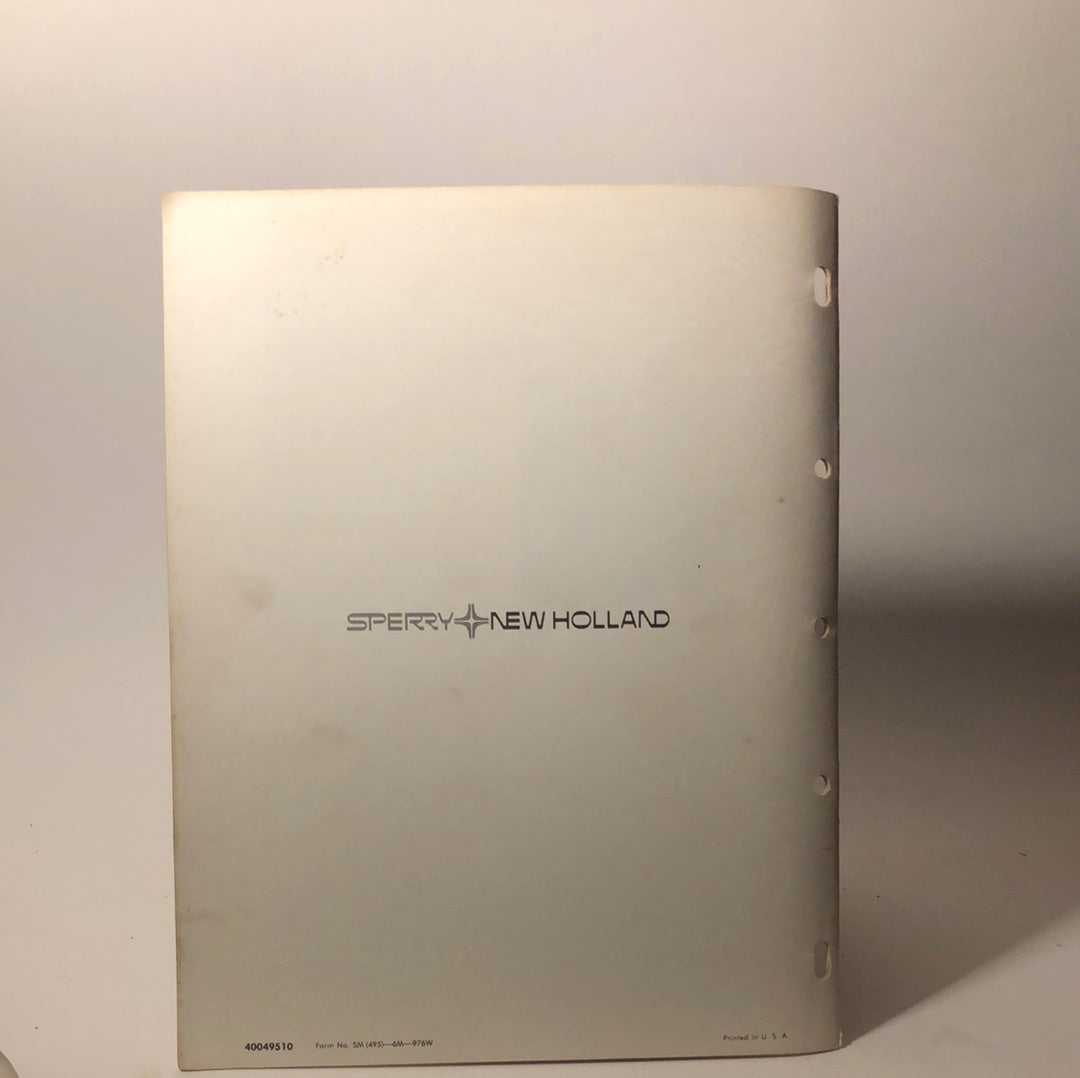 SPERRY NEW HOLLAND
40049510 Form No. SM (495)—6M—976W Printed in U. S. A.